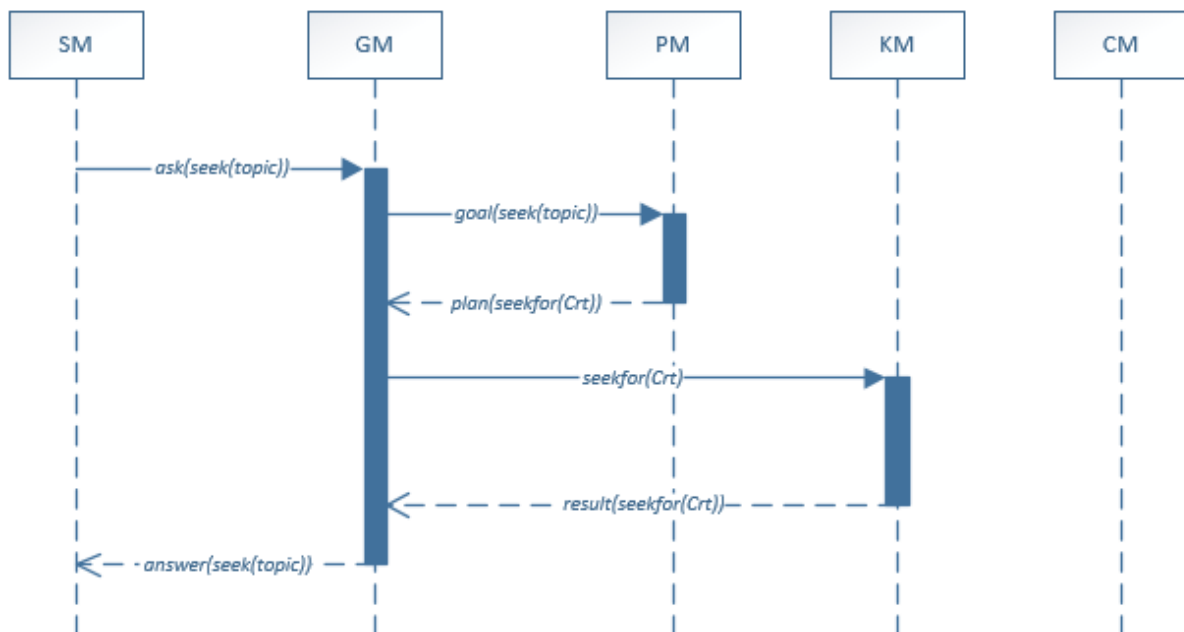 SM
GM
PM
KM
CM
ask(seek(topic))
goal(seek(topic))
plan(seekfor(Crt))
seekfor(Crt)
result(seekfor(Crt))
answer(seek(topic))